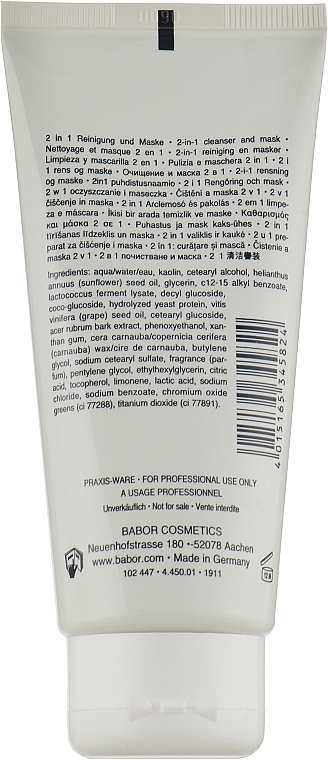 2 in 1 Reinigung und Maske • 2-in-1 cleanser and mask •
Nettoyage et masque 2 en 1 • 2-in-1 reiniging en masker •
Limpieza y mascarilla 2 en 1 • Pulizia e maschera 2 in 1 • 2 i
1 rens og maske • Очищение и маска 2 в 1 • 2-i-1 rensning
og maske • 2in1 puhdistusnaamio • 2 i 1 Rengöring och mask •
2 w 1 oczyszczanie i maseczka • Čištění a maska 2 v 1 • 2 v 1
čiščenje in maska • 2 in 1 Arclemosó és pakolás • 2 em 1 limpe-
za e máscara • İkisi bir arada temizlik ve maske • Καθαρισμός
και μάσκα 2 σε 1 • Puhastus ja mask kaks-ühes • 2 in 1
tīrīšanas līdzeklis un maska • 2 in 1 valiklis ir kaukė • 2 u 1 pre-
parat za čišćenje i masku • 2 în 1: curăţare şi mască • Čistenie a
maska 2 v 1 • 2 в 1 почистване и маска • 2 1
Ingredients: aqua/water/eau, kaolin, cetearyl alcohol, helianthus
annuus (sunflower) seed oil, glycerin, c12-15 alkyl benzoate,
lactococcus ferment lysate, decyl glucoside,
coco-glucoside, hydrolyzed yeast protein, vitis
vinifera (grape) seed oil, ceteareth-20, glucose,
acer rubrum bark extract, phenoxyethanol, xan-
than gum, cera carnauba/copernicia cerifera
(carnauba) wax/cire de carnauba, butylene
glycol, sodium cetearyl sulfate, fragrance (par-
fum), pentylene glycol, ethylhexylglycerin, citric
acid, tocopherol, limonene, lactic acid, sodium
chloride, sodium benzoate, chromium oxide
greens (ci 77288), titanium dioxide (ci 77891).
4 015165 345824
PRAXIS-WARE • FOR PROFESSIONAL USE ONLY
A USAGE PROFESSIONNEL
Unverkäuflich • Not for sale • Vente interdite
BABOR COSMETICS
Neuenhofstrasse 180 •-52078 Aachen
www.babor.com • Made in Germany
102 447 • 4.450.01 • 1911
12 M